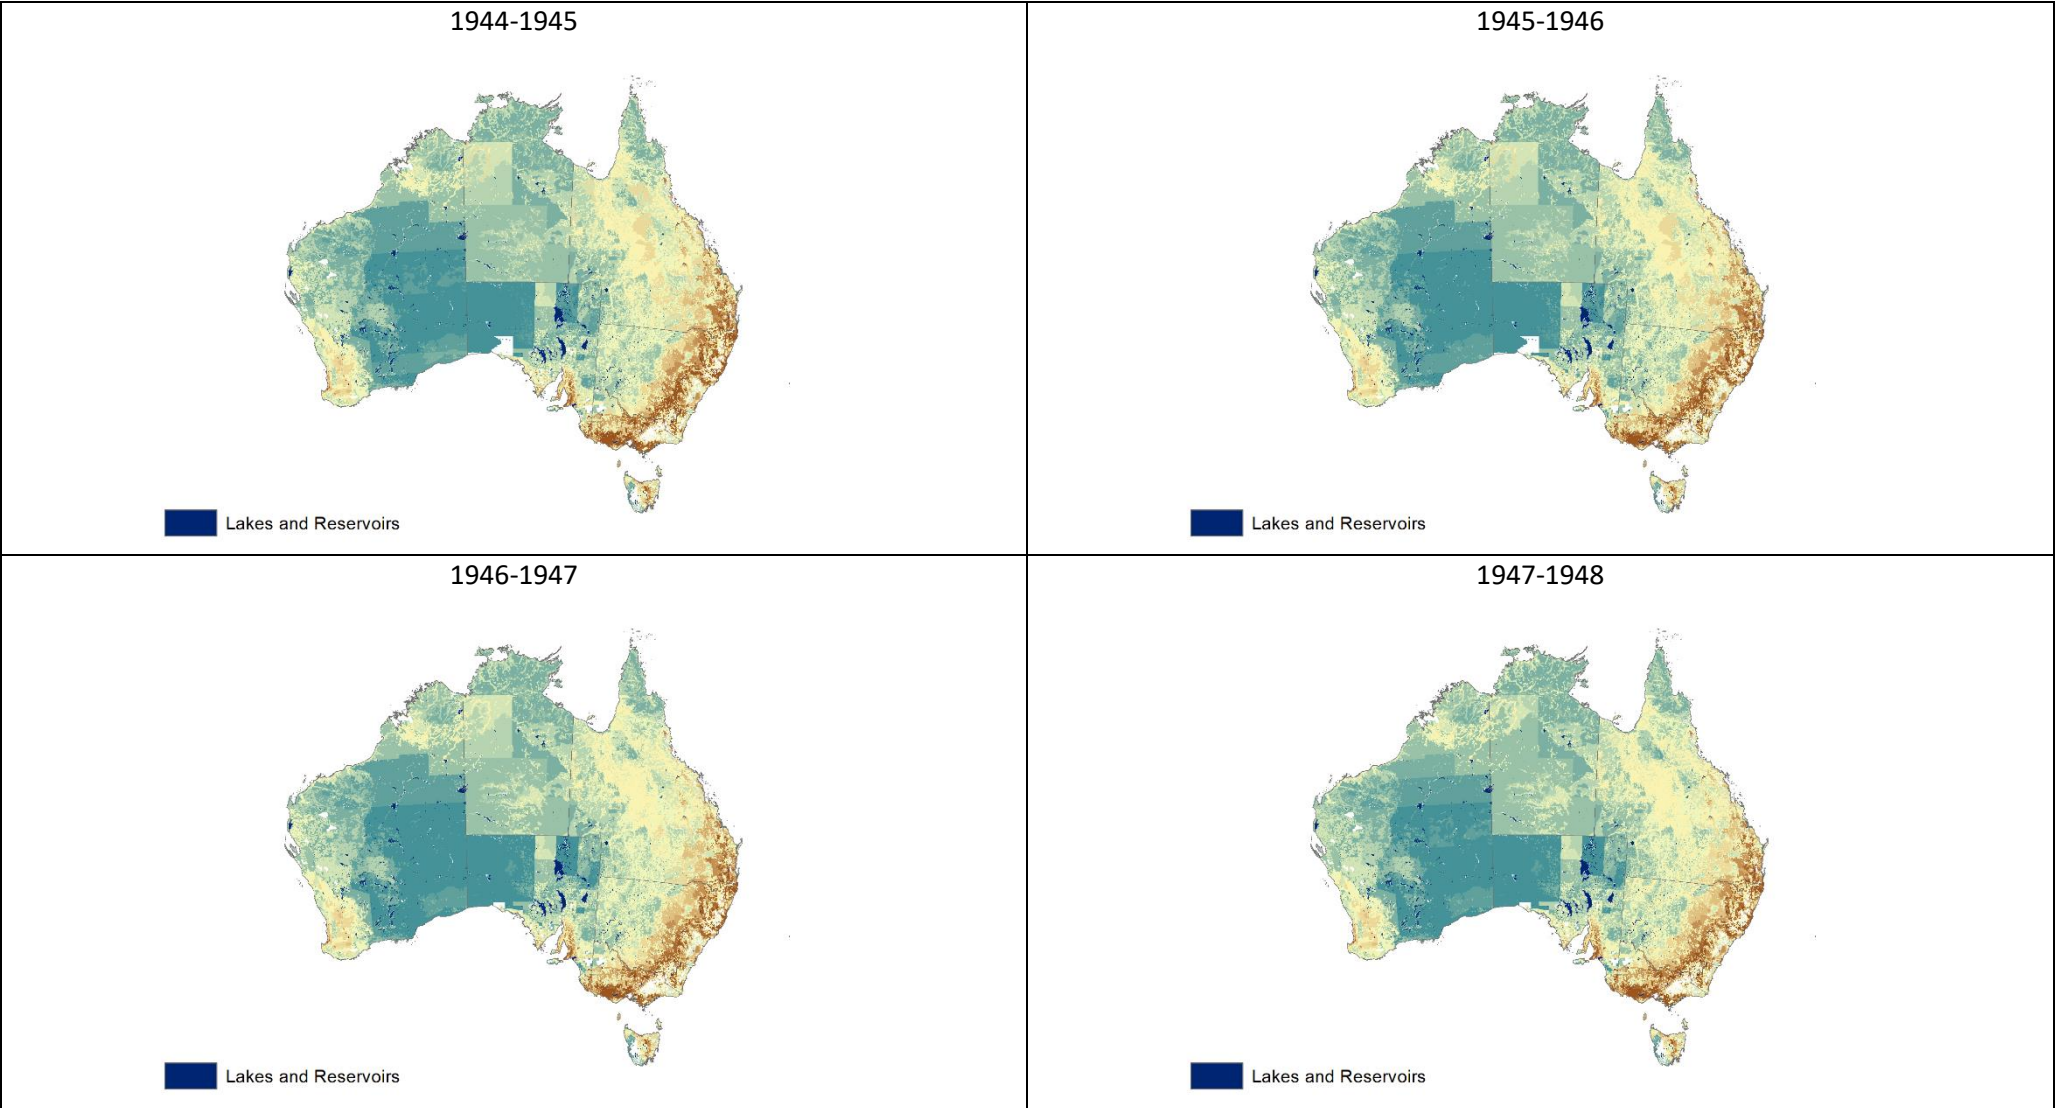 1944-1945
1945-1946
Lakes and Reservoirs
Lakes and Reservoirs
1946-1947
1947-1948
Lakes and Reservoirs
Lakes and Reservoirs